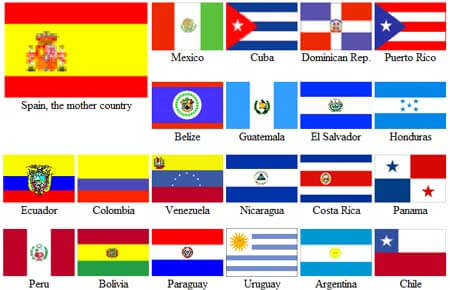 Mexico Cuba Dominican Rep. Puerto Rico
Spain, the mother country
Belize Guatemala El Salvador Honduras
Ecuador Colombia Venezuela Nicaragua Costa Rica Panama
Peru Bolivia Paraguay Uruguay Argentina Chile